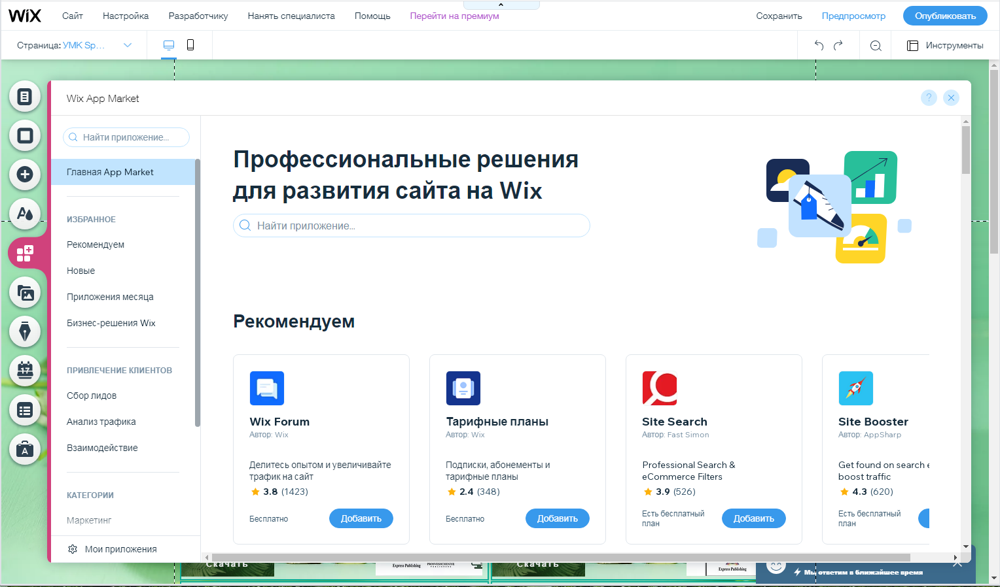 WiX Сайт Настройка Разработчику Нанять специалиста Помощь Перейти на премиум Сохранить Предпросмотр Опубликовать
Страница: УМК Sp... Инструменты
Wix App Market ?
Найти приложение...
Главная App Market
ИЗБРАННОЕ
Рекомендуем
Новые
Приложения месяца
Бизнес-решения Wix
ПРИВЛЕЧЕНИЕ КЛИЕНТОВ
Сбор лидов
Анализ трафика
Взаимодействие
КАТЕГОРИИ
Маркетинг
Мои приложения
17
A
Профессиональные решения
для развития сайта на Wix
Найти приложение...
Рекомендуем
Wix Forum
Автор: Wix
Делитесь опытом и увеличивайте
трафик на сайт
3.8 (1423)
Бесплатно Добавить
Тарифные планы
Автор: Wix
Подписки, абонементы и
тарифные планы
2.4 (348)
Бесплатно Добавить
Site Search
Автор: Fast Simon
Professional Search &
eCommerce Filters
3.9 (526)
Есть бесплатный
план
Добавить
Site Booster
Автор: AppSharp
Get found on search
boost traffic
4.3 (620)
Есть бесплатный
план
Скачать Express Publishing Скачать Express Publishing
Мы ответим в ближайшее время